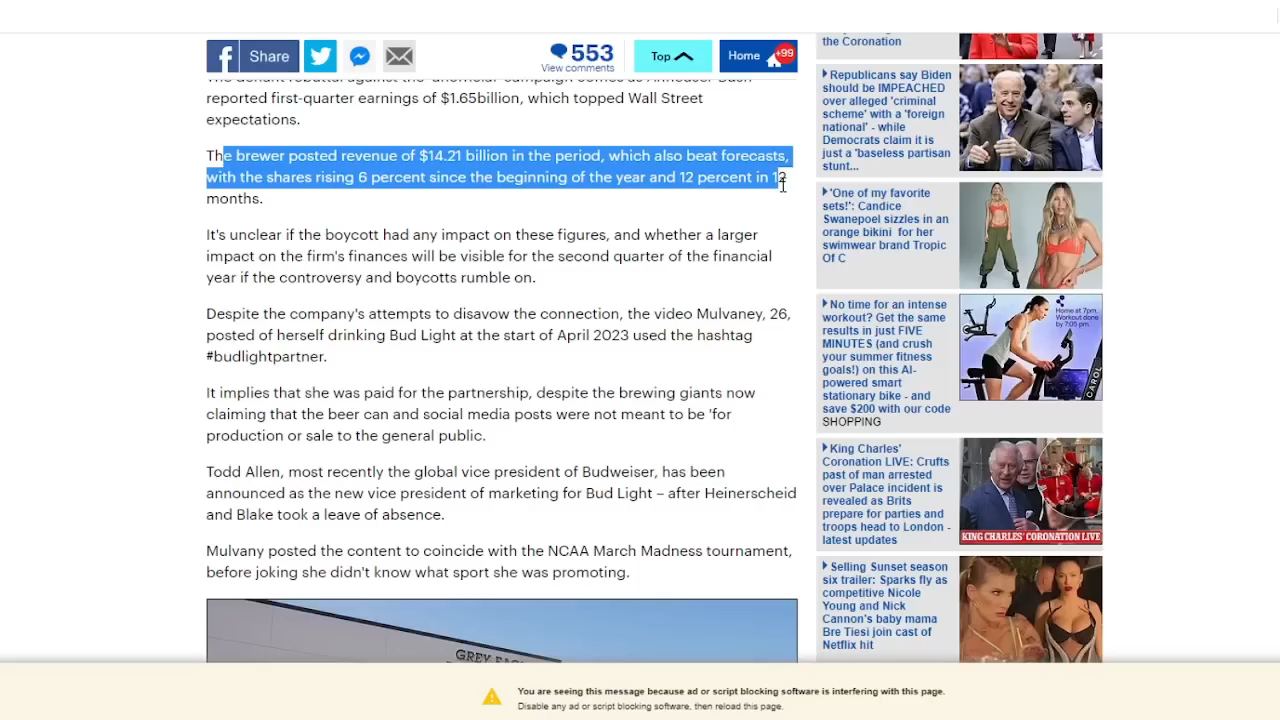 Share
553
View comments
Top
Home
+99
reported first-quarter earnings of $1.65billion, which topped Wall Street
expectations.
The brewer posted revenue of $14.21 billion in the period, which also beat forecasts,
with the shares rising 6 percent since the beginning of the year and 12 percent in 12
months.
It's unclear if the boycott had any impact on these figures, and whether a larger
impact on the firm's finances will be visible for the second quarter of the financial
year if the controversy and boycotts rumble on.
Despite the company's attempts to disavow the connection, the video Mulvaney, 26,
posted of herself drinking Bud Light at the start of April 2023 used the hashtag
#budlightpartner.
It implies that she was paid for the partnership, despite the brewing giants now
claiming that the beer can and social media posts were not meant to be 'for
production or sale to the general public.
Todd Allen, most recently the global vice president of Budweiser, has been
announced as the new vice president of marketing for Bud Light – after Heinerscheid
and Blake took a leave of absence.
Mulvany posted the content to coincide with the NCAA March Madness tournament,
before joking she didn't know what sport she was promoting.
GREY
the Coronation
Republicans say Biden
should be IMPEACHED
over alleged 'criminal
scheme' with a 'foreign
national' - while
Democrats claim it is
just a 'baseless partisan
stunt...
'One of my favorite
sets!': Candice
Swanepoel sizzles in an
orange bikini for her
swimwear brand Tropic
Of C
No time for an intense
workout? Get the same
results in just FIVE
MINUTES (and crush
your summer fitness
goals!) on this AI-
powered smart
stationary bike - and
save $200 with our code
SHOPPING
Home at 7pm.
Workout done
by 7:05 pm.
CAROL
King Charles'
Coronation LIVE: Crufts
past of man arrested
over Palace incident is
revealed as Brits
prepare for parties and
troops head to London -
latest updates
KING CHARLES' CORONATION LIVE
Selling Sunset season
six trailer: Sparks fly as
competitive Nicole
Young and Nick
Cannon's baby mama
Bre Tiesi join cast of
Netflix hit
You are seeing this message because ad or script blocking software is interfering with this page.
Disable any ad or script blocking software, then reload this page.